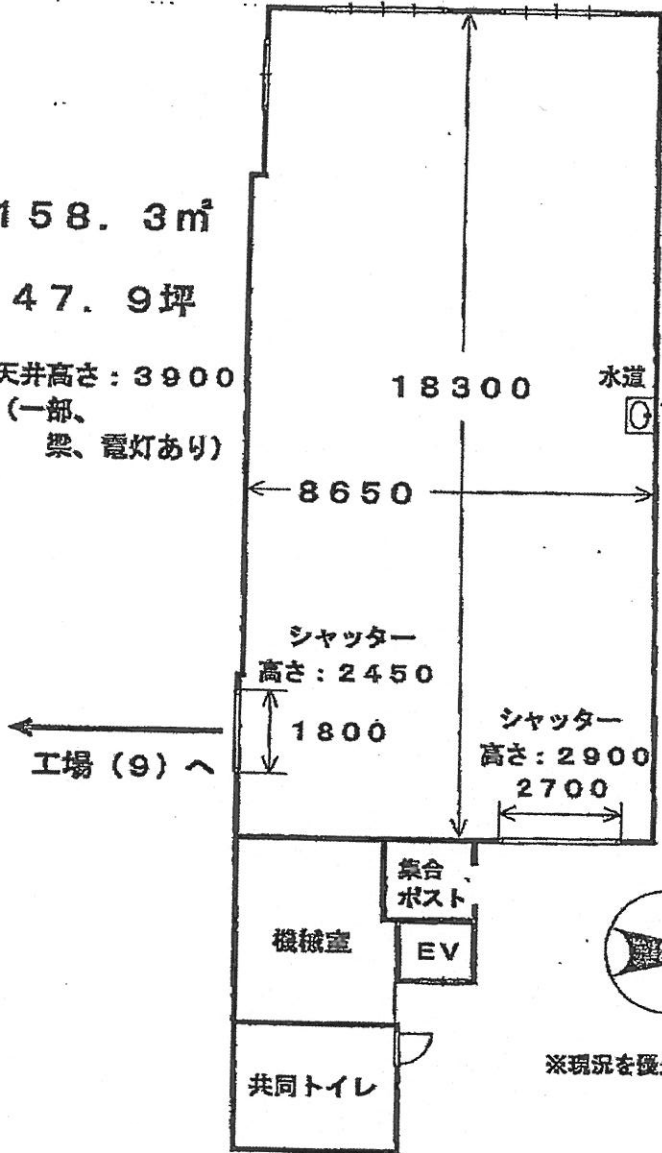 158.3㎡
47.9坪
天井高さ：3900
（一部、
梁、電灯あり）
18300
水道
8650
シャッター
高さ：2450
1800
シャッター
高さ：2900
2700
工場（9）へ
集合
ポスト
機械室
EV
共同トイレ
※現況を優